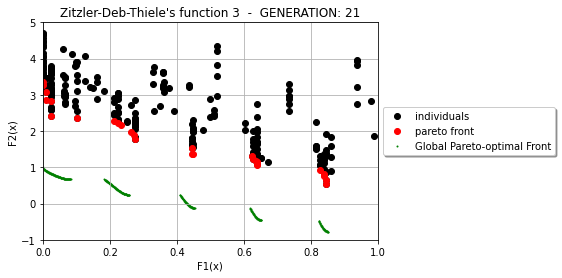 Zitzler-Deb-Thiele's function 3 - GENERATION: 21
5
4
3
2
1
0
−1
F2(x)
0.0 0.2 0.4 0.6 0.8 1.0
F1(x)
individuals
pareto front
Global Pareto-optimal Front